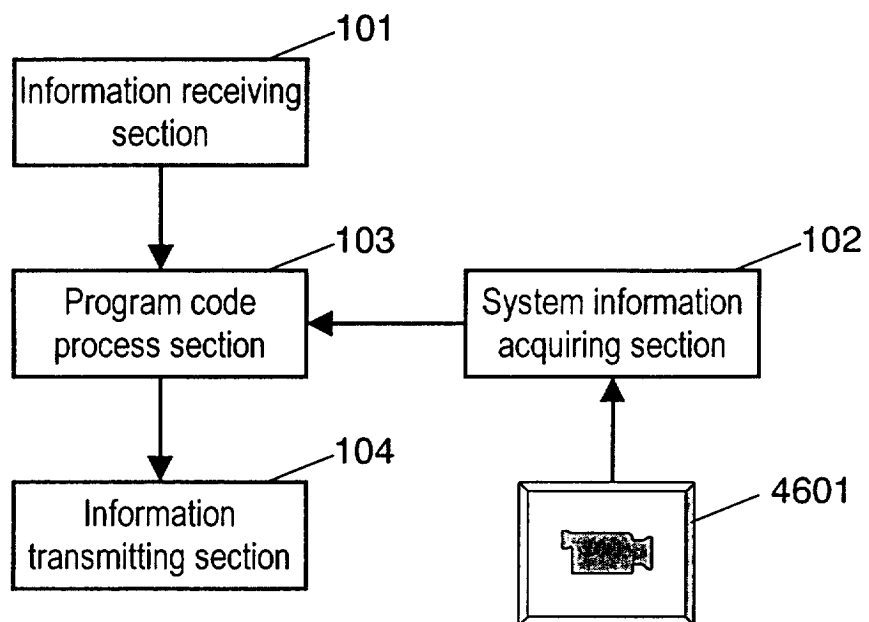 101
Information receiving
section
103
Program code
process section
102
System information
acquiring section
104
Information
transmitting section
4601